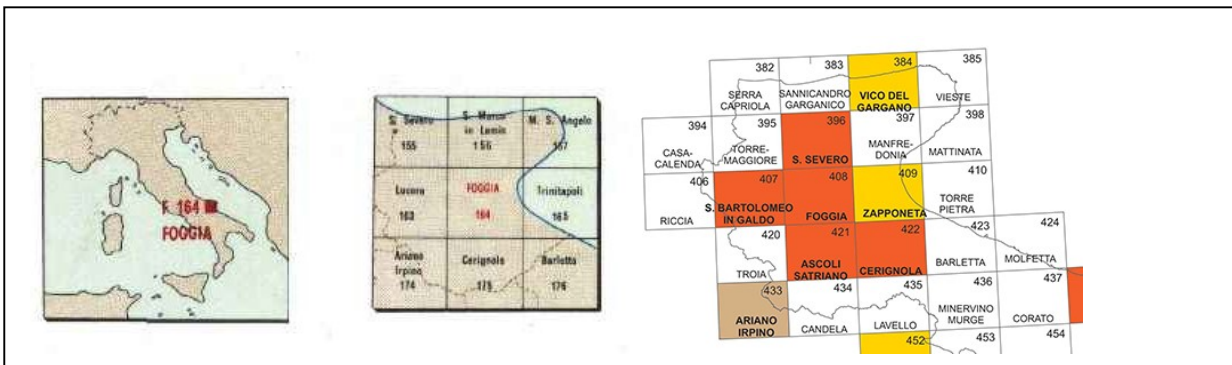 F. 164
FOGGIA
S. Severo
155
S. Marco
in Lamis
156
M. S. Angelo
157
Lucera
163
FOGGIA
164
Trinitapoli
165
Ariano
Irpino
174
Cerignola
175
Barletta
176
382
SERRA
CAPRIOLA
383
SANNICANDRO
GARGANICO
384
VICO DEL
GARGANO
385
VIESTE
394
CASA-
CALENDA
395
TORRE-
MAGGIORE
396
S. SEVERO
397
MANFRE-
DONIA
398
MATTINATA
406
RICCIA
407
S. BARTOLOMEO
IN GALDO
408
FOGGIA
409
ZAPPONETA
410
TORRE
PIETRA
420
TROIA
421
ASCOLI
SATRIANO
422
CERIGNOLA
423
BARLETTA
424
MOLFETTA
433
ARIANO
IRPINO
434
CANDELA
435
LAVELLO
436
MINERVINO
MURGE
437
CORATO
452
453
454